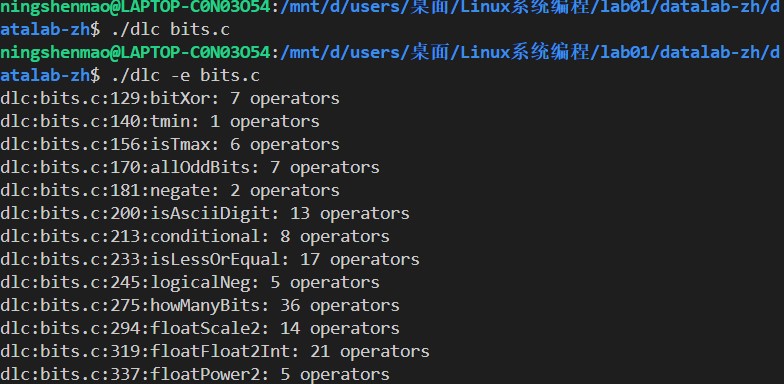 ningshenmao@LAPTOP-C0N03O54:/mnt/d/users/桌面/Linux系统编程/lab01/datalab-zh/d
atalab-zh$ ./dlc bits.c
ningshenmao@LAPTOP-C0N03O54:/mnt/d/users/桌面/Linux系统编程/lab01/datalab-zh/d
atalab-zh$ ./dlc -e bits.c
dlc:bits.c:129:bitXor: 7 operators
dlc:bits.c:140:tmin: 1 operators
dlc:bits.c:156:isTmax: 6 operators
dlc:bits.c:170:allOddBits: 7 operators
dlc:bits.c:181:negate: 2 operators
dlc:bits.c:200:isAsciiDigit: 13 operators
dlc:bits.c:213:conditional: 8 operators
dlc:bits.c:233:isLessOrEqual: 17 operators
dlc:bits.c:245:logicalNeg: 5 operators
dlc:bits.c:275:howManyBits: 36 operators
dlc:bits.c:294:floatScale2: 14 operators
dlc:bits.c:319:floatFloat2Int: 21 operators
dlc:bits.c:337:floatPower2: 5 operators